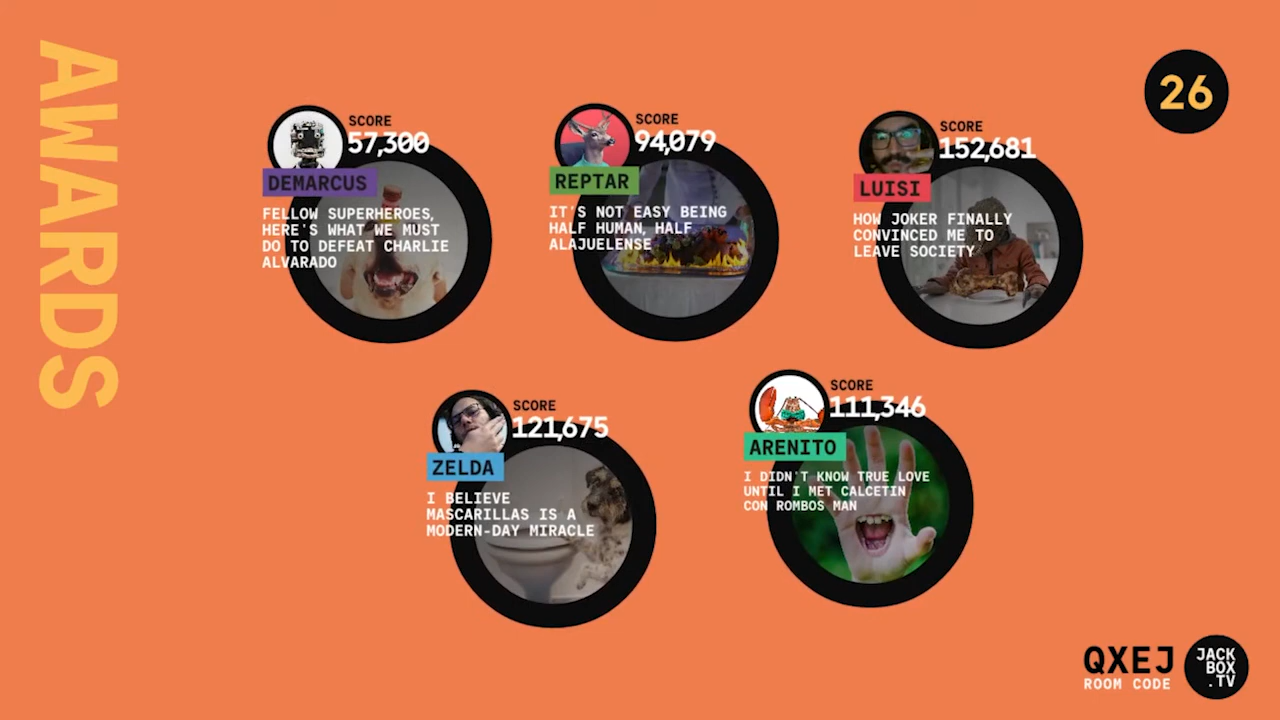 AWARDS
26
SCORE
57,300
DEMARCUS
FELLOW SUPERHEROES,
HERE'S WHAT WE MUST
DO TO DEFEAT CHARLIE
ALVARADO
SCORE
94,079
REPTAR
IT'S NOT EASY BEING
HALF HUMAN, HALF
ALAJUELENSE
SCORE
152,681
LUISI
HOW JOKER FINALLY
CONVINCED ME TO
LEAVE SOCIETY
SCORE
121,675
ZELDA
I BELIEVE
MASCARILLAS IS A
MODERN-DAY MIRACLE
SCORE
111,346
ARENITO
I DIDN'T KNOW TRUE LOVE
UNTIL I MET CALCETIN
CON ROMBOS MAN
QXEJ
ROOM CODE
JACK
BOX
.TV